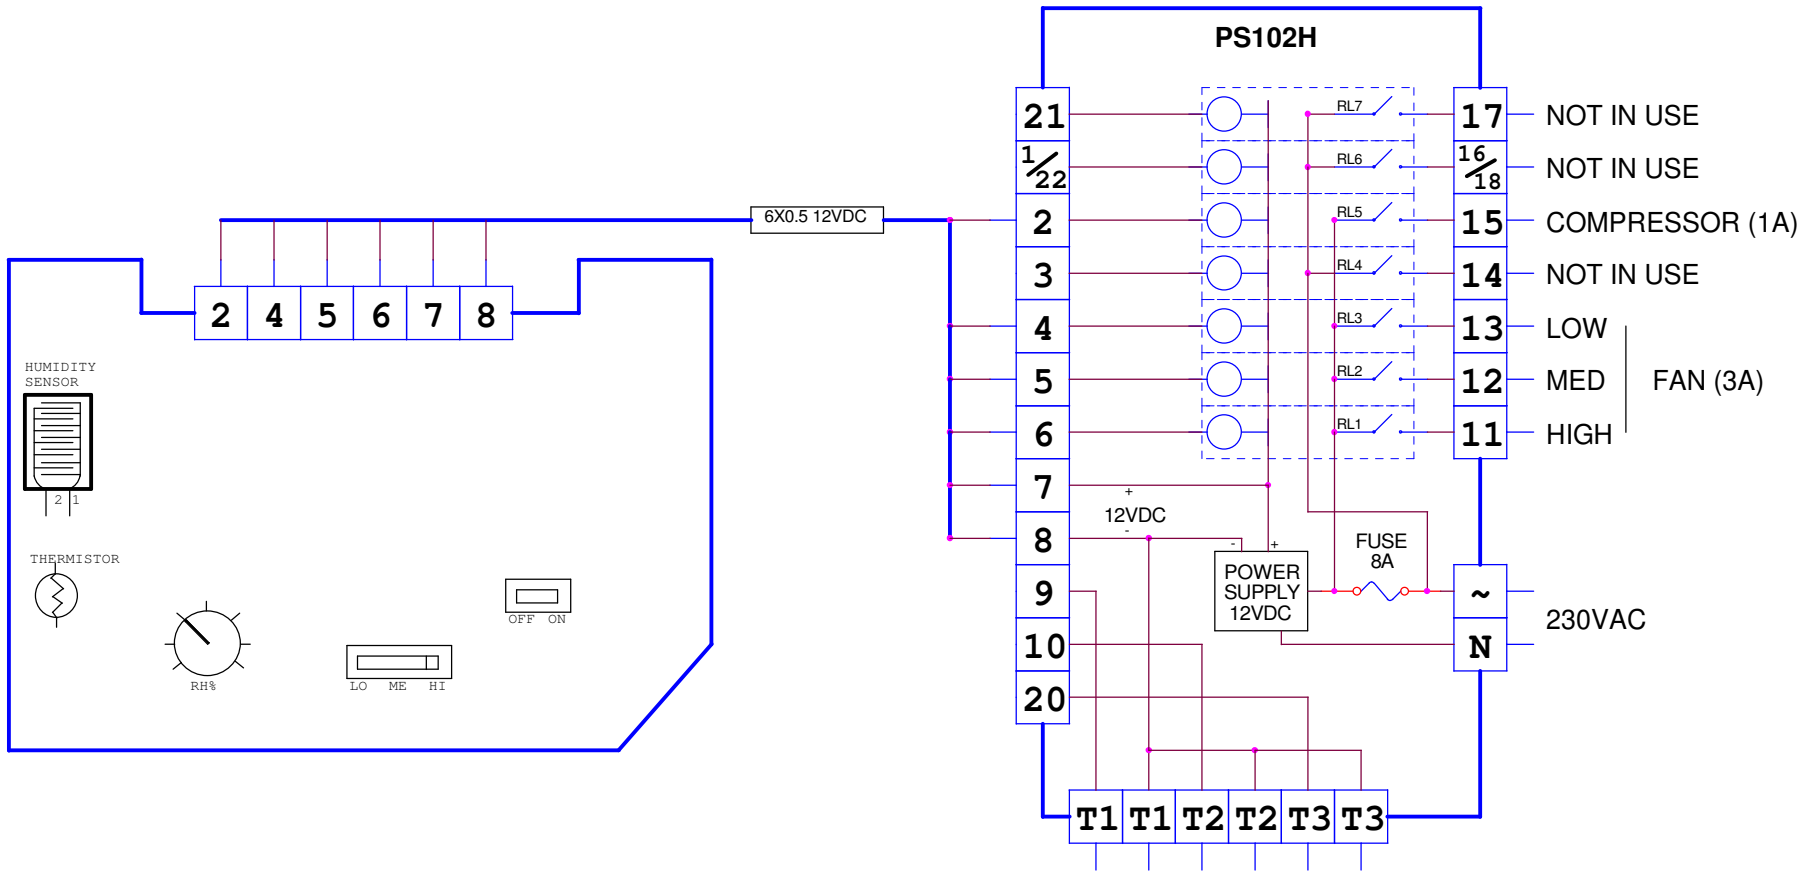 PS102H
21
RL7
17
NOT IN USE
1/22
RL6
16/18
NOT IN USE
6X0.5 12VDC
2
RL5
15
COMPRESSOR (1A)
3
RL4
14
NOT IN USE
2 4 5 6 7 8
4
RL3
13
LOW
5
RL2
12
MED
FAN (3A)
6
RL1
11
HIGH
HUMIDITY
SENSOR
2 1
7
+
12VDC
-
8
- +
POWER
SUPPLY
12VDC
FUSE
8A
9
~
230VAC
10
N
20
THERMISTOR
OFF ON
RH%
LO ME HI
T1 T1 T2 T2 T3 T3